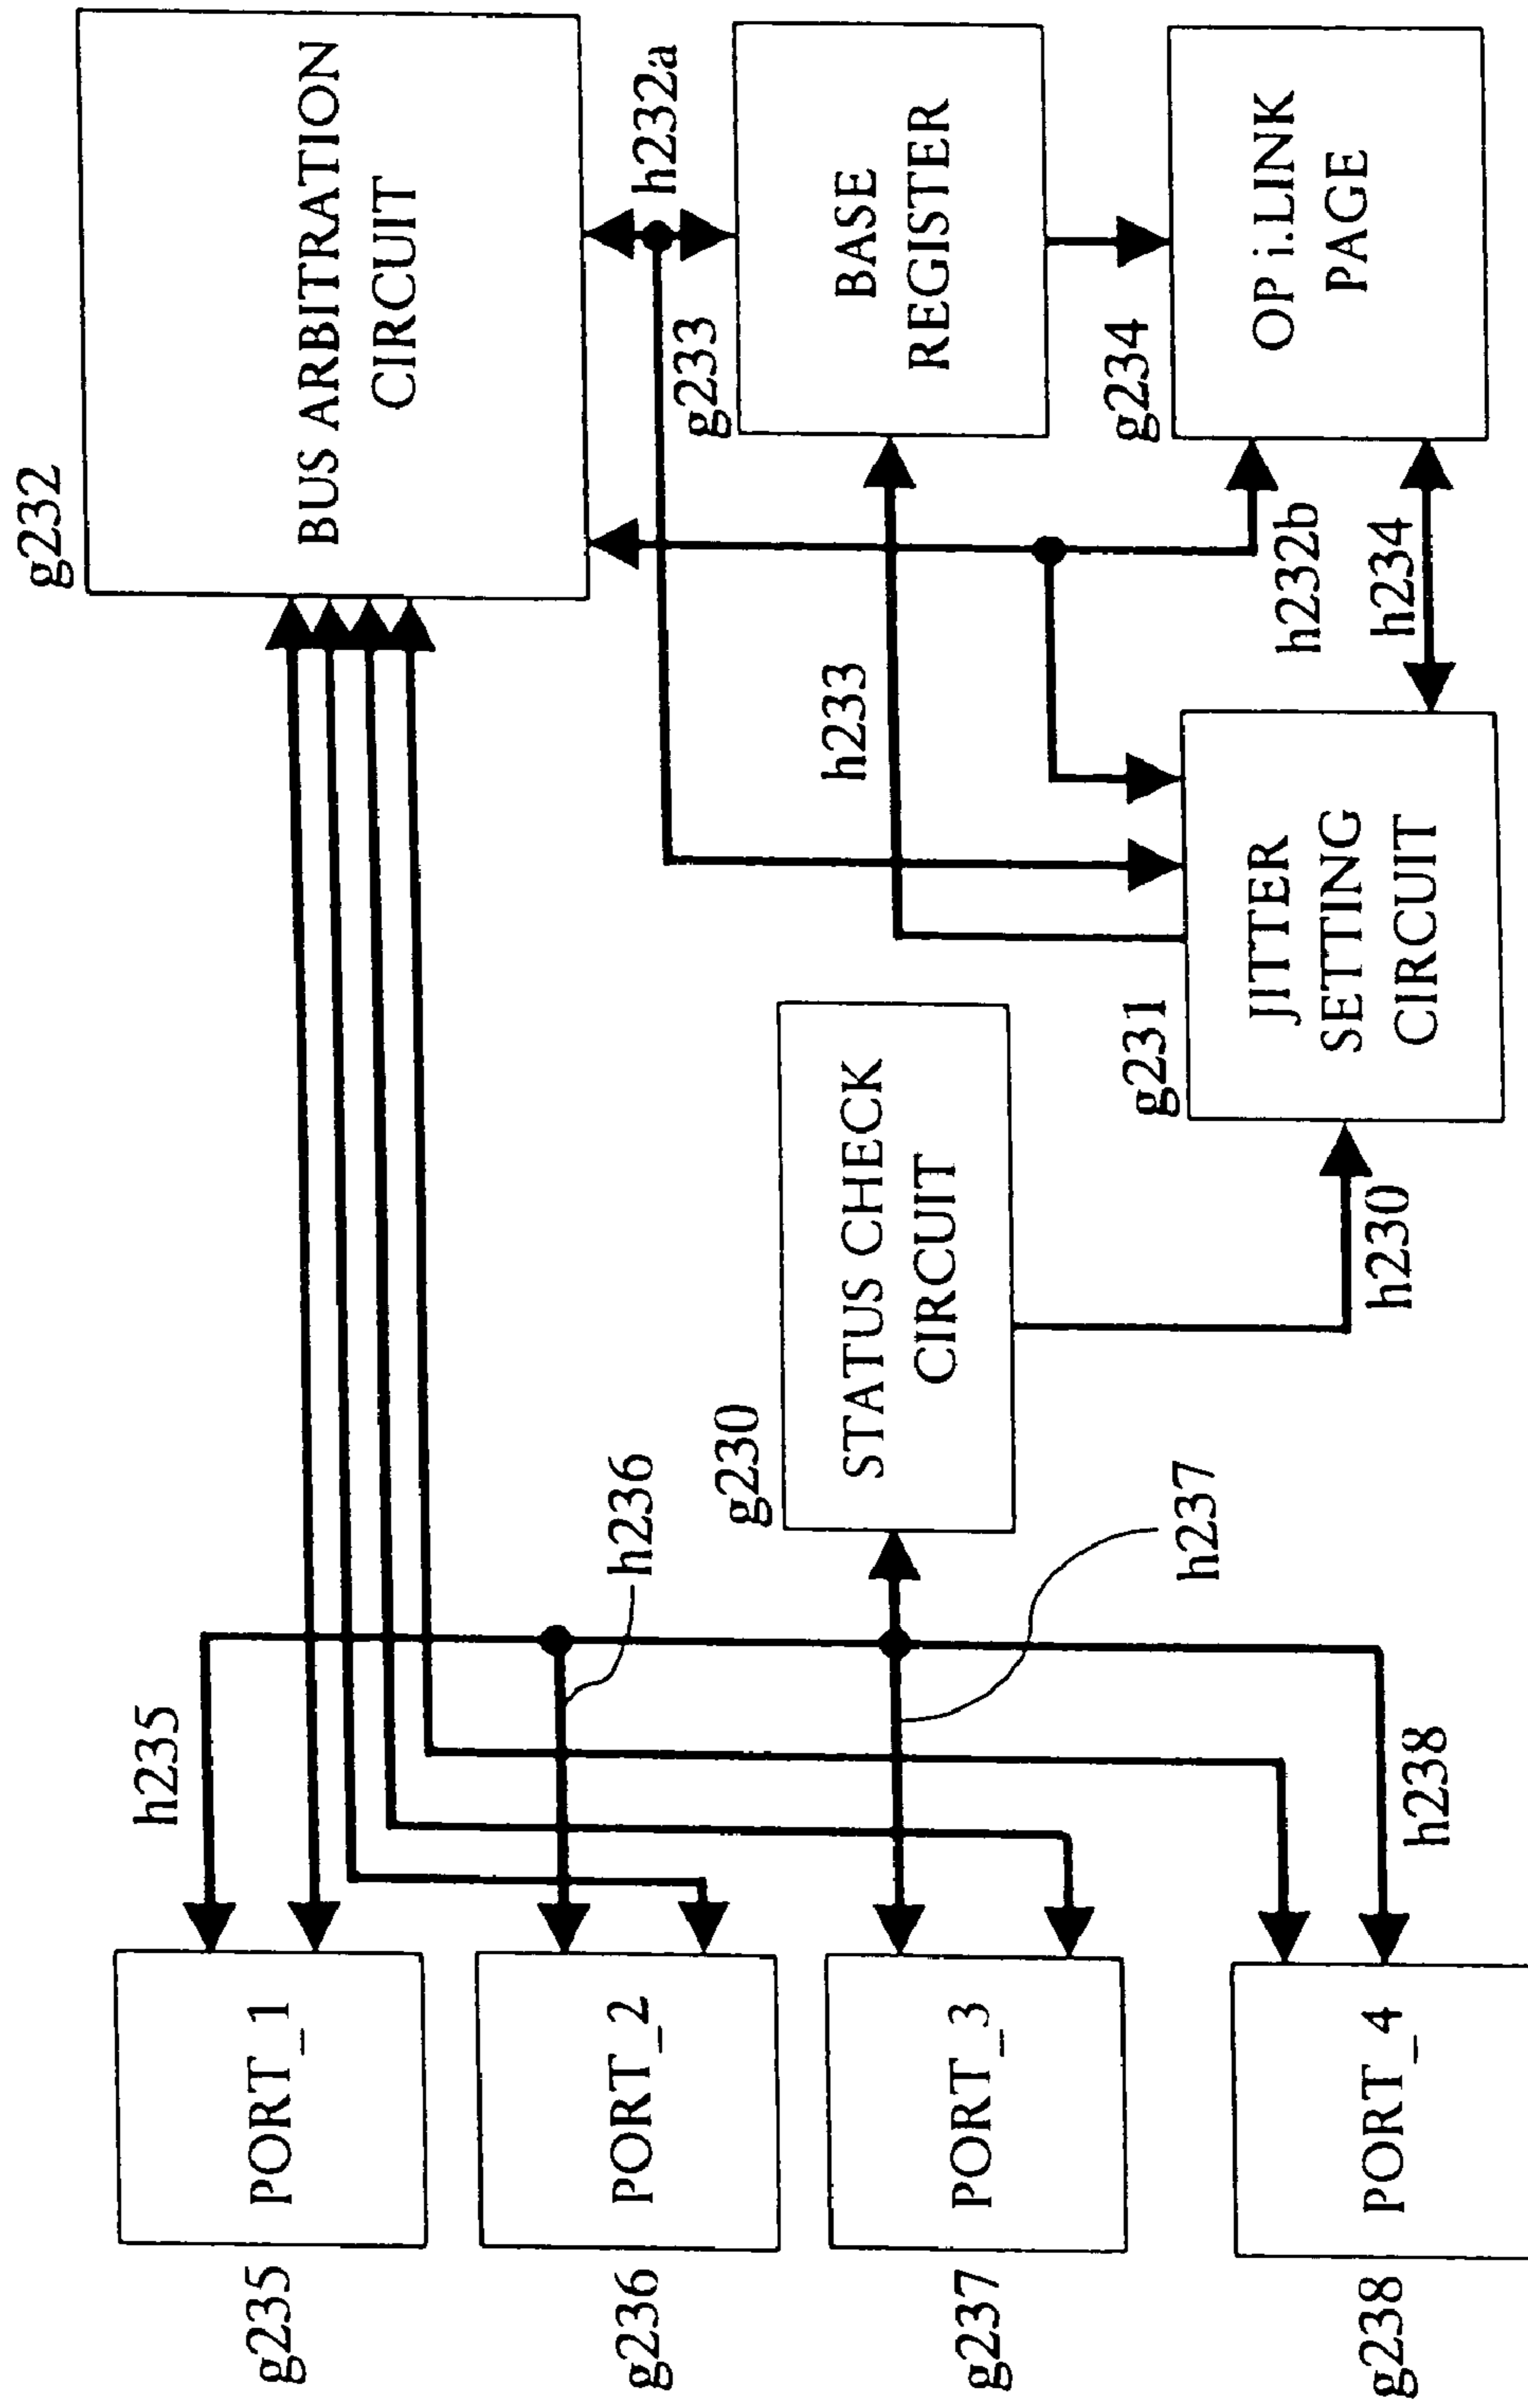 g232
BUS ARBITRATION
CIRCUIT
h235
g235
PORT_1
h236
g236
PORT_2
h232a
g230
STATUS CHECK
CIRCUIT
h233
g233
BASE
REGISTER
g237
PORT_3
h237
g231
JITTER
SETTING
CIRCUIT
g234
OP i.LINK
PAGE
h232b
h234
g238
PORT_4
h238
h230